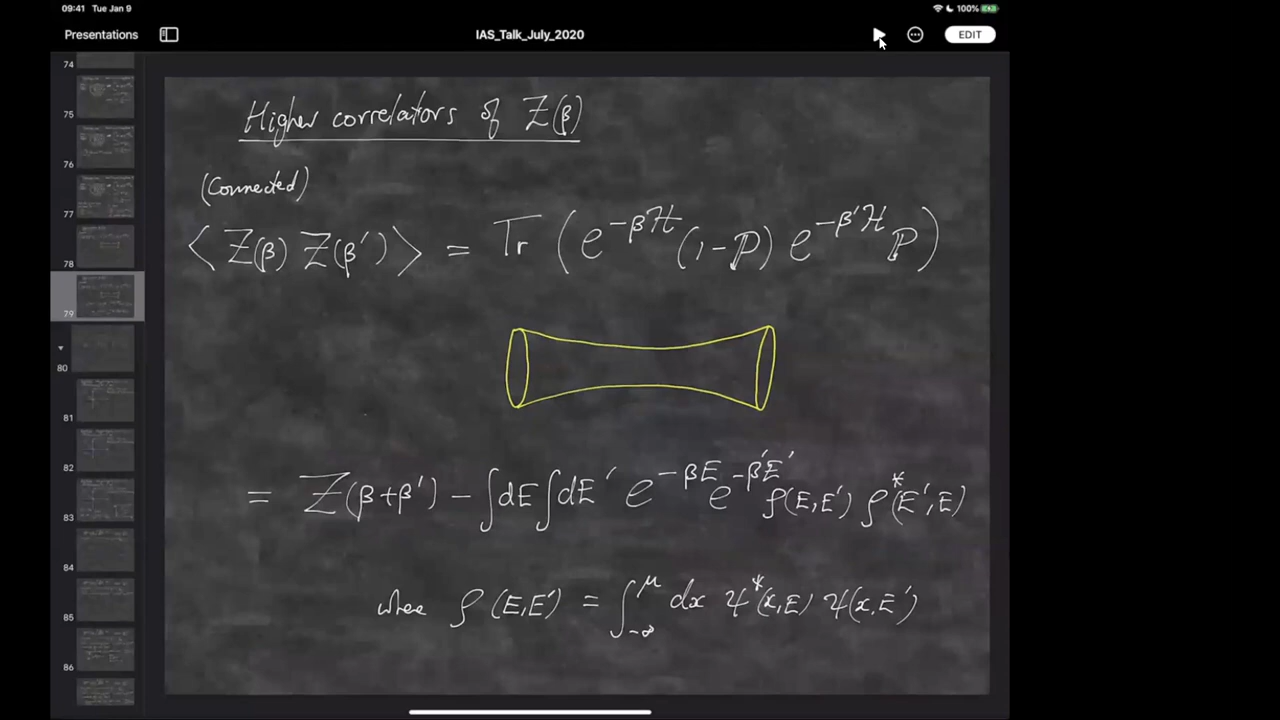 09:41 Tue Jan 9
100%
Presentations
IAS_Talk_July_2020
EDIT
74
75
76
77
78
79
80
81
82
83
84
85
86
Higher correlators of Z(β)
(Connected)
⟨Z(β) Z(β′)⟩ = Tr (e^{-βℋ}(1-ℙ) e^{-β′ℋ}ℙ)
= Z(β+β′) - ∫dE∫dE′ e^{-βE} e^{-β′E′} ρ(E,E′) ρ*(E′,E)
where ρ(E,E′) = ∫_{-∞}^{μ} dx ψ*(x,E) ψ(x,E′)